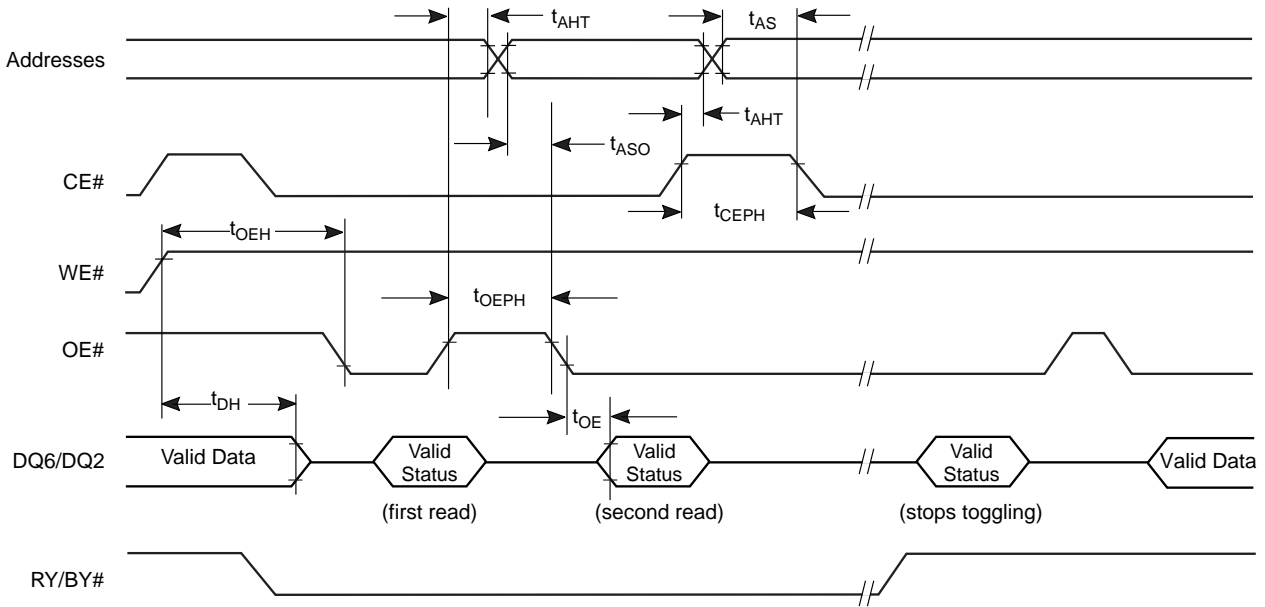 tAHT
tAS
Addresses
tAHT
tASO
CE#
tCEPH
tOEH
WE#
tOEPH
OE#
tDH
tOE
DQ6/DQ2
Valid Data
Valid
Status
Valid
Status
Valid
Status
Valid Data
(first read)
(second read)
(stops toggling)
RY/BY#